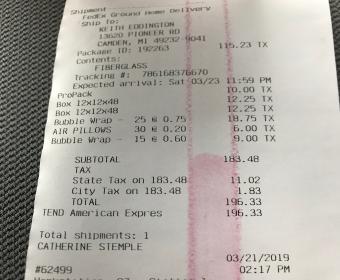 Shipment
FedEx Ground Home Delivery
Ship To:
KEITH EDDINGTON
13620 PIONEER RD
CAMDEN, MI 49232-9041
Package ID: 192263 115.23 TX
Contents:
FIBERGLASS
Tracking #: 786168376670
Expected arrival: Sat 03/23 11:59 PM
ProPack 10.00 TX
Box 12x12x48 12.25 TX
Box 12x12x48 12.25 TX
Bubble Wrap - 25 @ 0.75 18.75 TX
AIR PILLOWS 30 @ 0.20 6.00 TX
Bubble Wrap - 15 @ 0.60 9.00 TX
SUBTOTAL 183.48
TAX
State Tax on 183.48 11.02
City Tax on 183.48 1.83
TOTAL 196.33
TEND American Expres 196.33
Total shipments: 1
CATHERINE STEMPLE
03/21/2019
#62499 02:17 PM